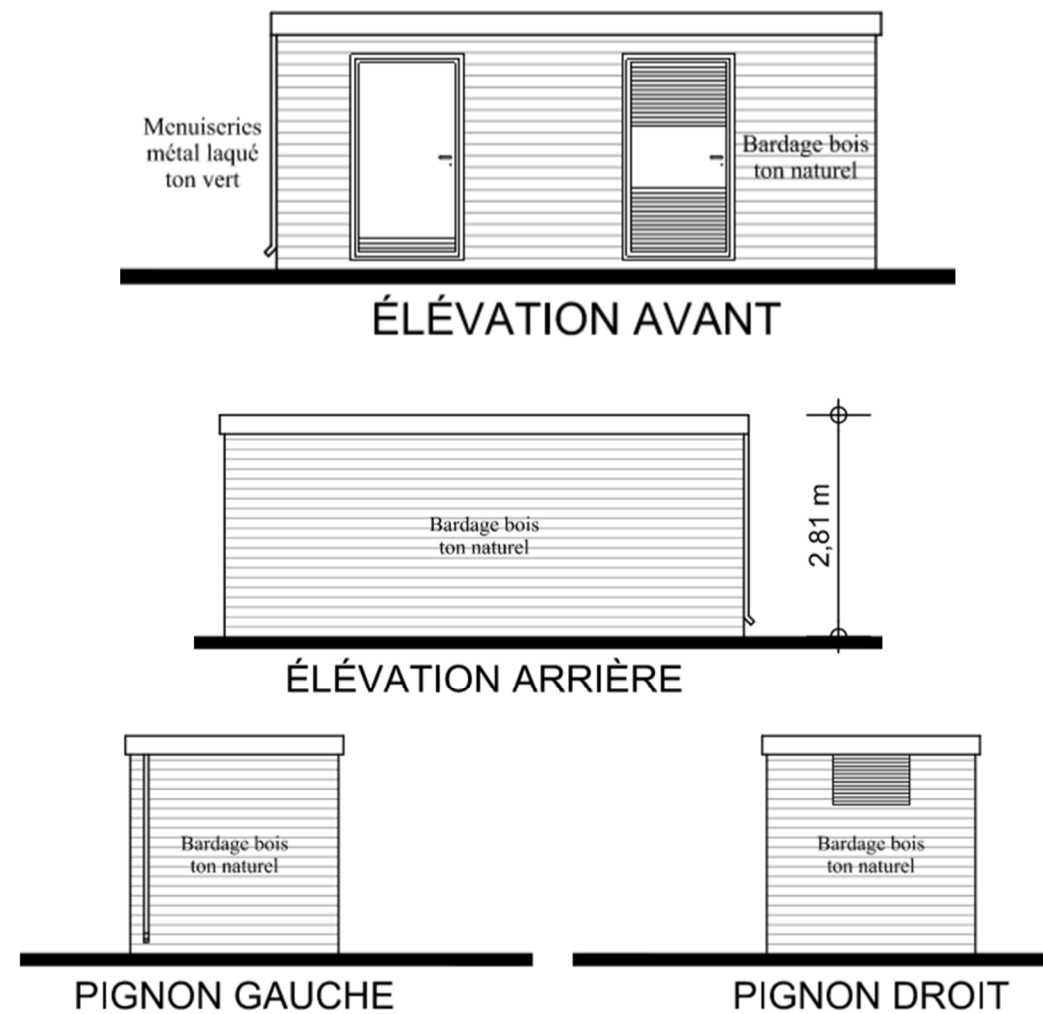 Menuiseries
métal laqué
ton vert
Bardage bois
ton naturel
ÉLÉVATION AVANT
Bardage bois
ton naturel
2,81 m
ÉLÉVATION ARRIÈRE
Bardage bois
ton naturel
PIGNON GAUCHE
Bardage bois
ton naturel
PIGNON DROIT